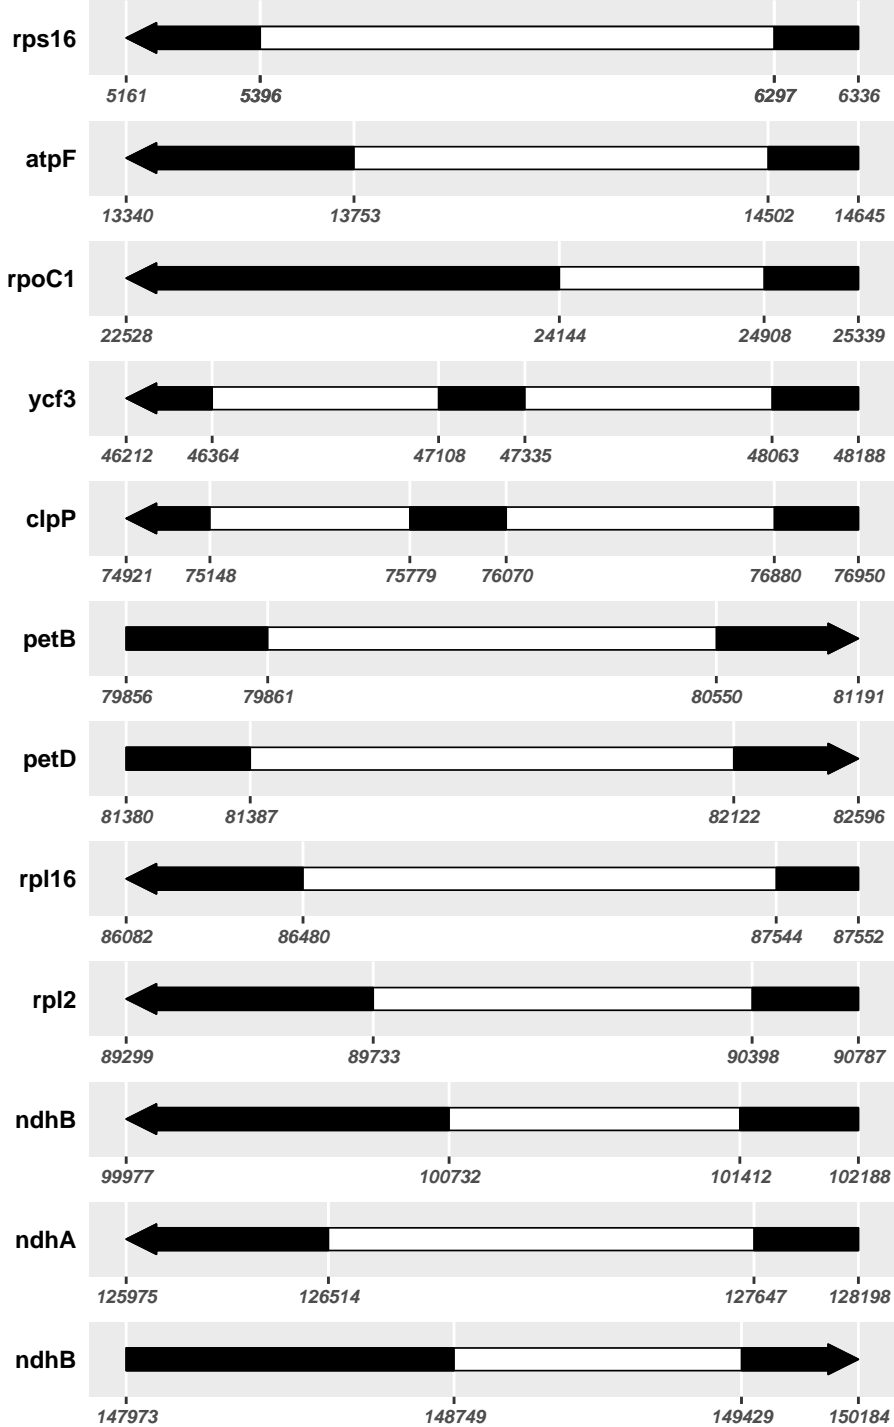 rps16
5161 5396 6297 6336
atpF
13340 13753 14502 14645
rpoC1
22528 24144 24908 25339
ycf3
46212 46364 47108 47335 48063 48188
clpP
74921 75148 75779 76070 76880 76950
petB
79856 79861 80550 81191
petD
81380 81387 82122 82596
rpl16
86082 86480 87544 87552
rpl2
89299 89733 90398 90787
ndhB
99977 100732 101412 102188
ndhA
125975 126514 127647 128198
ndhB
147973 148749 149429 150184